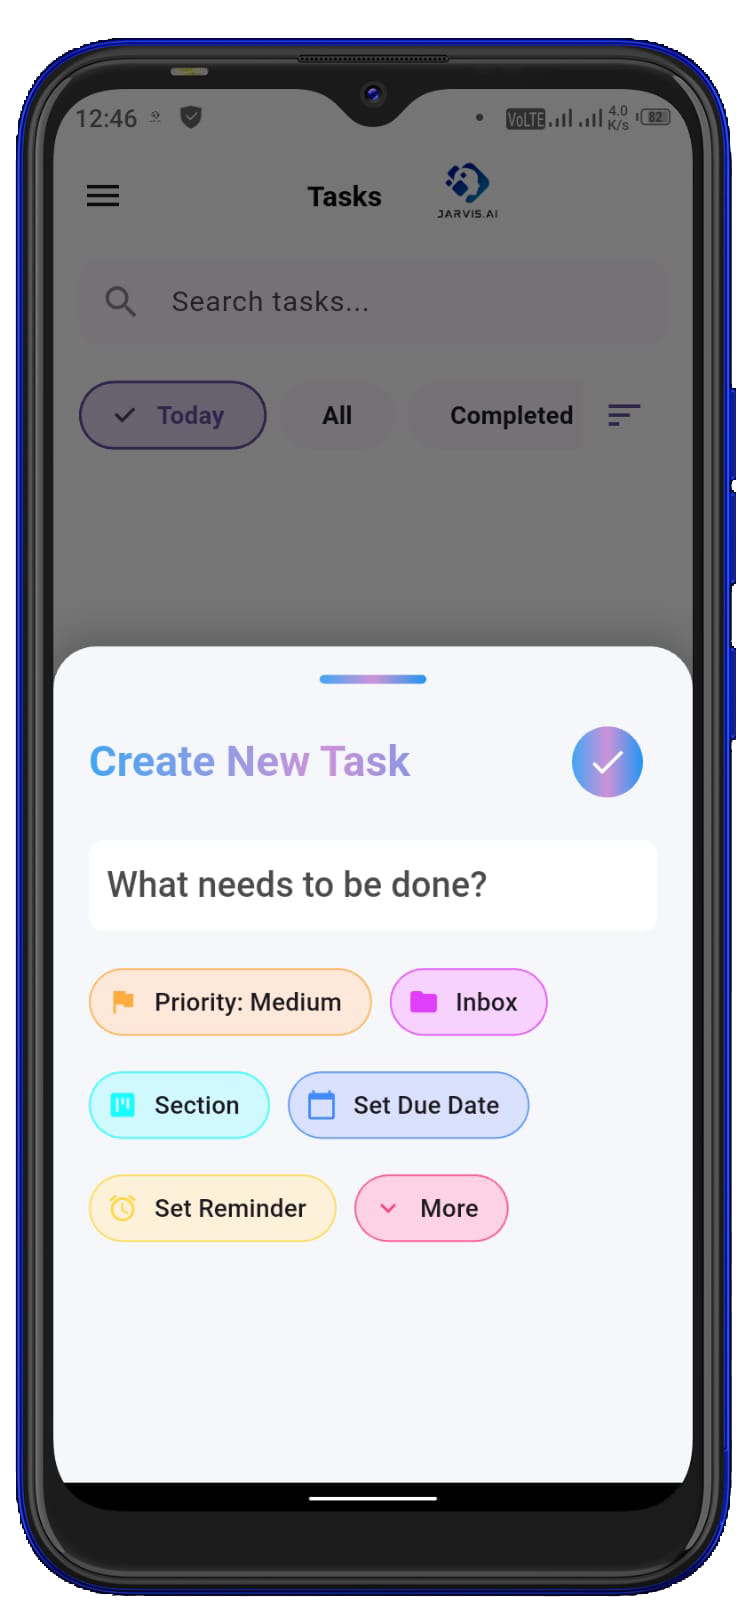 12:46 VoLTE 4.0 K/s 82
Tasks JARVIS.AI
Search tasks...
Today All Completed
Create New Task
What needs to be done?
Priority: Medium Inbox
Section Set Due Date
Set Reminder More